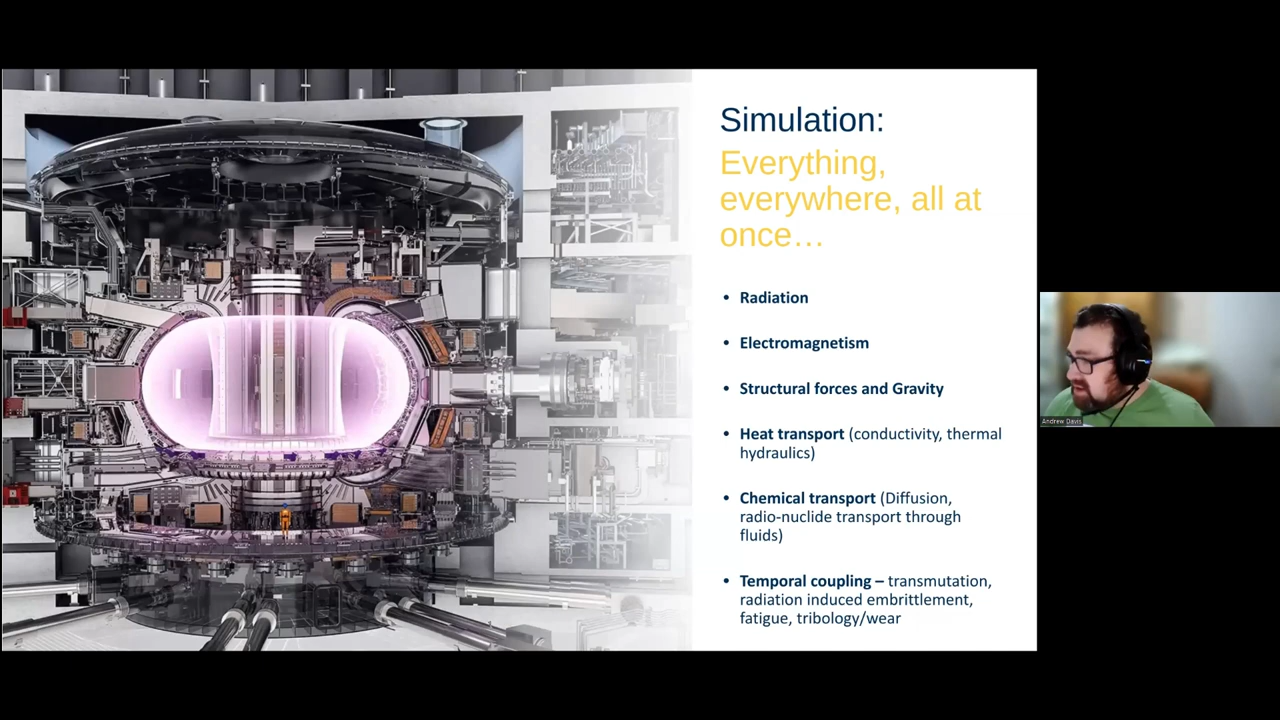 Simulation:
Everything,
everywhere, all at
once…
• Radiation
• Electromagnetism
• Structural forces and Gravity
• Heat transport (conductivity, thermal
hydraulics)
• Chemical transport (Diffusion,
radio-nuclide transport through
fluids)
• Temporal coupling – transmutation,
radiation induced embrittlement,
fatigue, tribology/wear
Andrew Davis